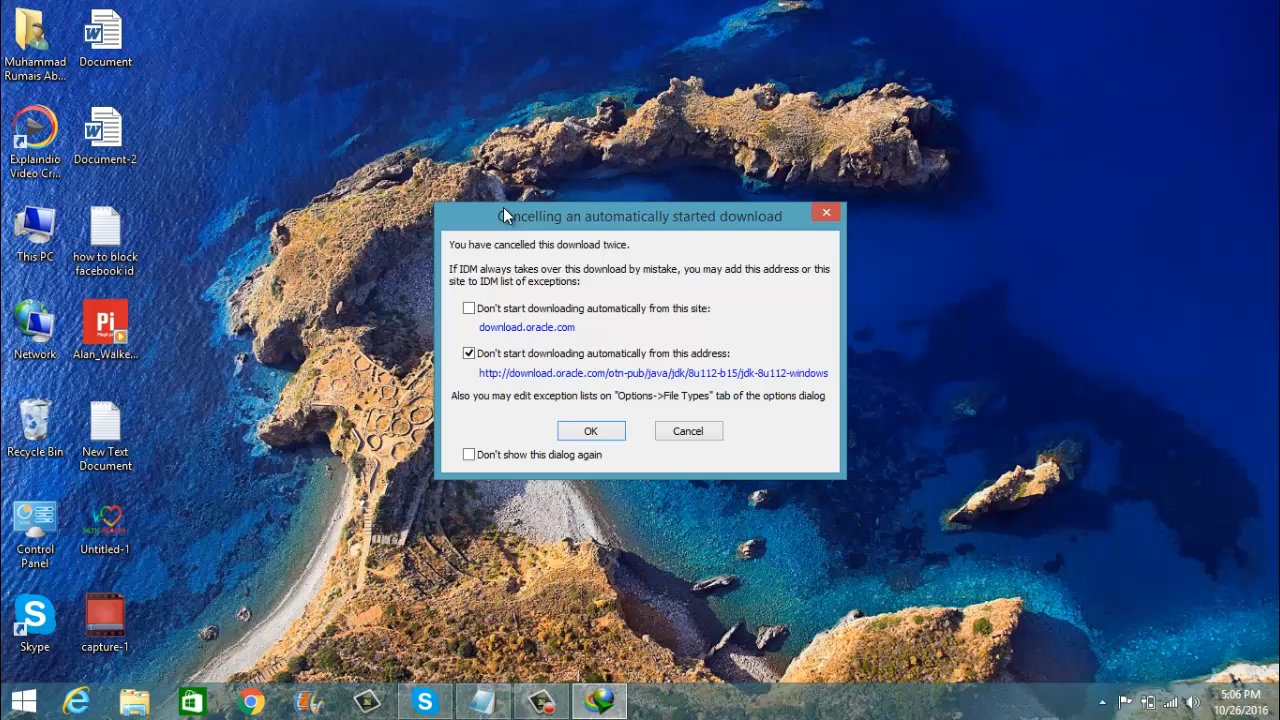 Muhammad
Rumais Ab...
Document
Explaindio
Video Cr...
Document-2
This PC
how to block
facebook id
Network
Pi
Alan_Walke...
Recycle Bin
New Text
Document
Control
Panel
Untitled-1
Skype
capture-1
Cancelling an automatically started download
You have cancelled this download twice.
If IDM always takes over this download by mistake, you may add this address or this
site to IDM list of exceptions:
Don't start downloading automatically from this site:
download.oracle.com
Don't start downloading automatically from this address:
http://download.oracle.com/otn-pub/java/jdk/8u112-b15/jdk-8u112-windows
Also you may edit exception lists on "Options->File Types" tab of the options dialog
OK
Cancel
Don't show this dialog again
5:06 PM
10/26/2016